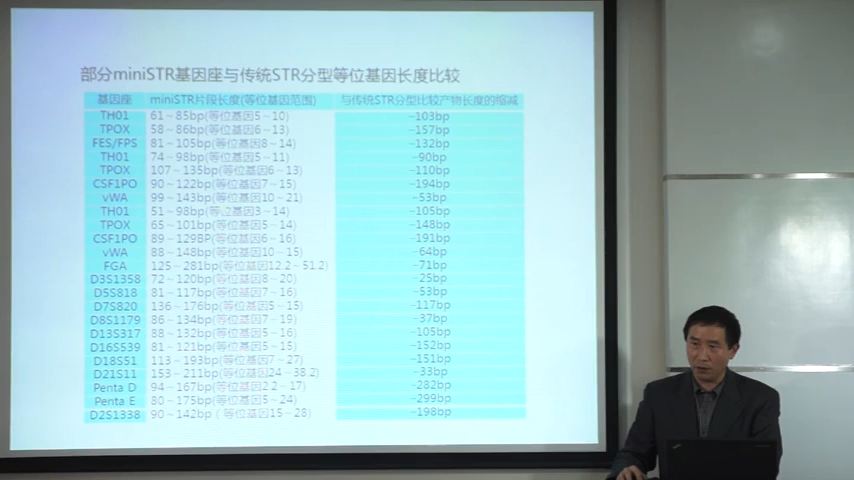 部分miniSTR基因座与传统STR分型等位基因长度比较
基因座 miniSTR片段长度(等位基因范围) 与传统STR分型比较产物长度的缩减
TH01 61~85bp(等位基因5~10) -103bp
TPOX 58~86bp(等位基因6~13) -157bp
FES/FPS 81~105bp(等位基因8~14) -132bp
TH01 74~98bp(等位基因5~11) -90bp
TPOX 107~135bp(等位基因6~13) -110bp
CSF1PO 90~122bp(等位基因7~15) -194bp
vWA 99~143bp(等位基因10~21) -53bp
TH01 51~98bp(等位基因3~14) -105bp
TPOX 65~101bp(等位基因5~14) -148bp
CSF1PO 89~129BP(等位基因6~16) -191bp
vWA 88~148bp(等位基因10~15) -64bp
FGA 125~281bp(等位基因12.2~51.2) -71bp
D3S1358 72~120bp(等位基因8~20) -25bp
D5S818 81~117bp(等位基因7~16) -53bp
D7S820 136~176bp(等位基因5~15) -117bp
D8S1179 86~134bp(等位基因7~19) -37bp
D13S317 88~132bp(等位基因5~16) -105bp
D16S539 81~121bp(等位基因5~15) -152bp
D18S51 113~193bp(等位基因7~27) -151bp
D21S11 153~211bp(等位基因24~38.2) -33bp
Penta D 94~167bp(等位基因2.2~17) -282bp
Penta E 80~175bp(等位基因5~24) -299bp
D2S1338 90~142bp（等位基因15~28) -198bp